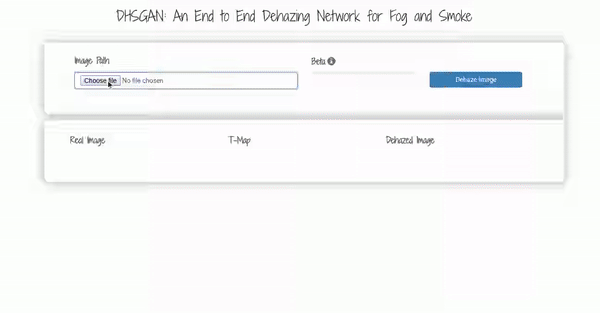 DHSGAN: An End to End Dehazing Network for Fog and Smoke
Image Path
Beta
Choose file No file chosen
Dehaze Image
Real Image T-Map Dehazed Image